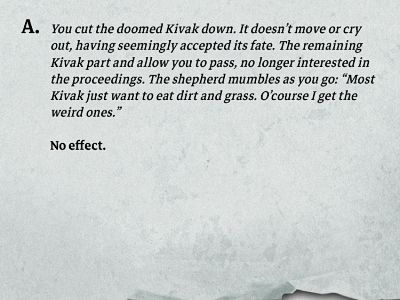 A. You cut the doomed Kivak down. It doesn't move or cry
out, having seemingly accepted its fate. The remaining
Kivak part and allow you to pass, no longer interested in
the proceedings. The shepherd mumbles as you go: “Most
Kivak just want to eat dirt and grass. O’course I get the
weird ones.”
No effect.